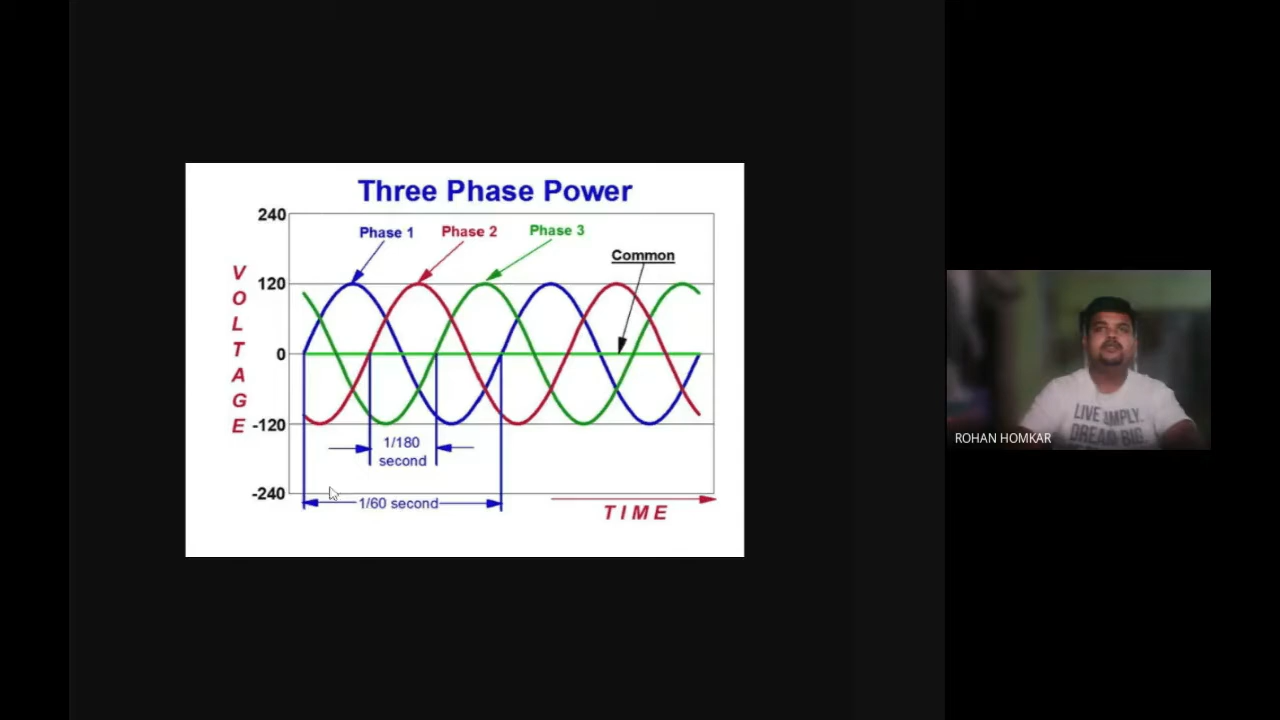 Three Phase Power
240
Phase 1
Phase 2
Phase 3
Common
VOLTAGE
120
0
-120
1/180
second
-240
1/60 second
TIME
LIVE SIMPLY.
DREAM BIG.
ROHAN HOMKAR